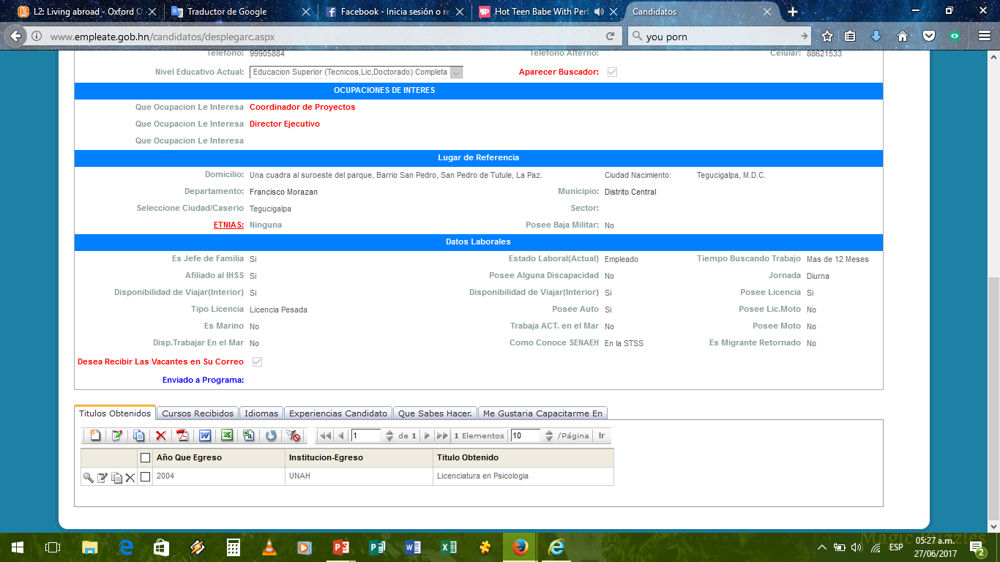 L2: Living abroad - Oxford O
Traductor de Google
Facebook - Inicia sesión o re
Hot Teen Babe With Pert
Candidatos
www.empleate.gob.hn/candidatos/desplegarc.aspx
you porn
Telefono: 99905884 Telefono Alterno: Celular: 88621533
Nivel Educativo Actual: Educacion Superior (Tecnicos,Lic,Doctorado) Completa Aparecer Buscador:
OCUPACIONES DE INTERES
Que Ocupacion Le Interesa Coordinador de Proyectos
Que Ocupacion Le Interesa Director Ejecutivo
Que Ocupacion Le Interesa
Lugar de Referencia
Domicilio: Una cuadra al suroeste del parque, Barrio San Pedro, San Pedro de Tutule, La Paz. Ciudad Nacimiento: Tegucigalpa, M.D.C.
Departamento: Francisco Morazan Municipio: Distrito Central
Seleccione Ciudad/Caserio Tegucigalpa Sector:
ETNIAS: Ninguna Posee Baja Militar: No
Datos Laborales
Es Jefe de Familia Si Estado Laboral(Actual) Empleado Tiempo Buscando Trabajo Mas de 12 Meses
Afiliado al IHSS Si Posee Alguna Discapacidad No Jornada Diurna
Disponibilidad de Viajar(Interior) Si Disponibilidad de Viajar(Interior) Si Posee Licencia Si
Tipo Licencia Licencia Pesada Posee Auto Si Posee Lic.Moto No
Es Marino No Trabaja ACT. en el Mar No Posee Moto No
Disp.Trabajar En el Mar No Como Conoce SENAEH En la STSS Es Migrante Retornado No
Desea Recibir Las Vacantes en Su Correo
Enviado a Programa:
Titulos Obtenidos Cursos Recibidos Idiomas Experiencias Candidato Que Sabes Hacer. Me Gustaria Capacitarme En
1 de 1 1 Elementos 10 /Página Ir
Año Que Egreso Institucion-Egreso Titulo Obtenido
2004 UNAH Licenciatura en Psicologia
ESP
05:27 a.m.
27/06/2017
2